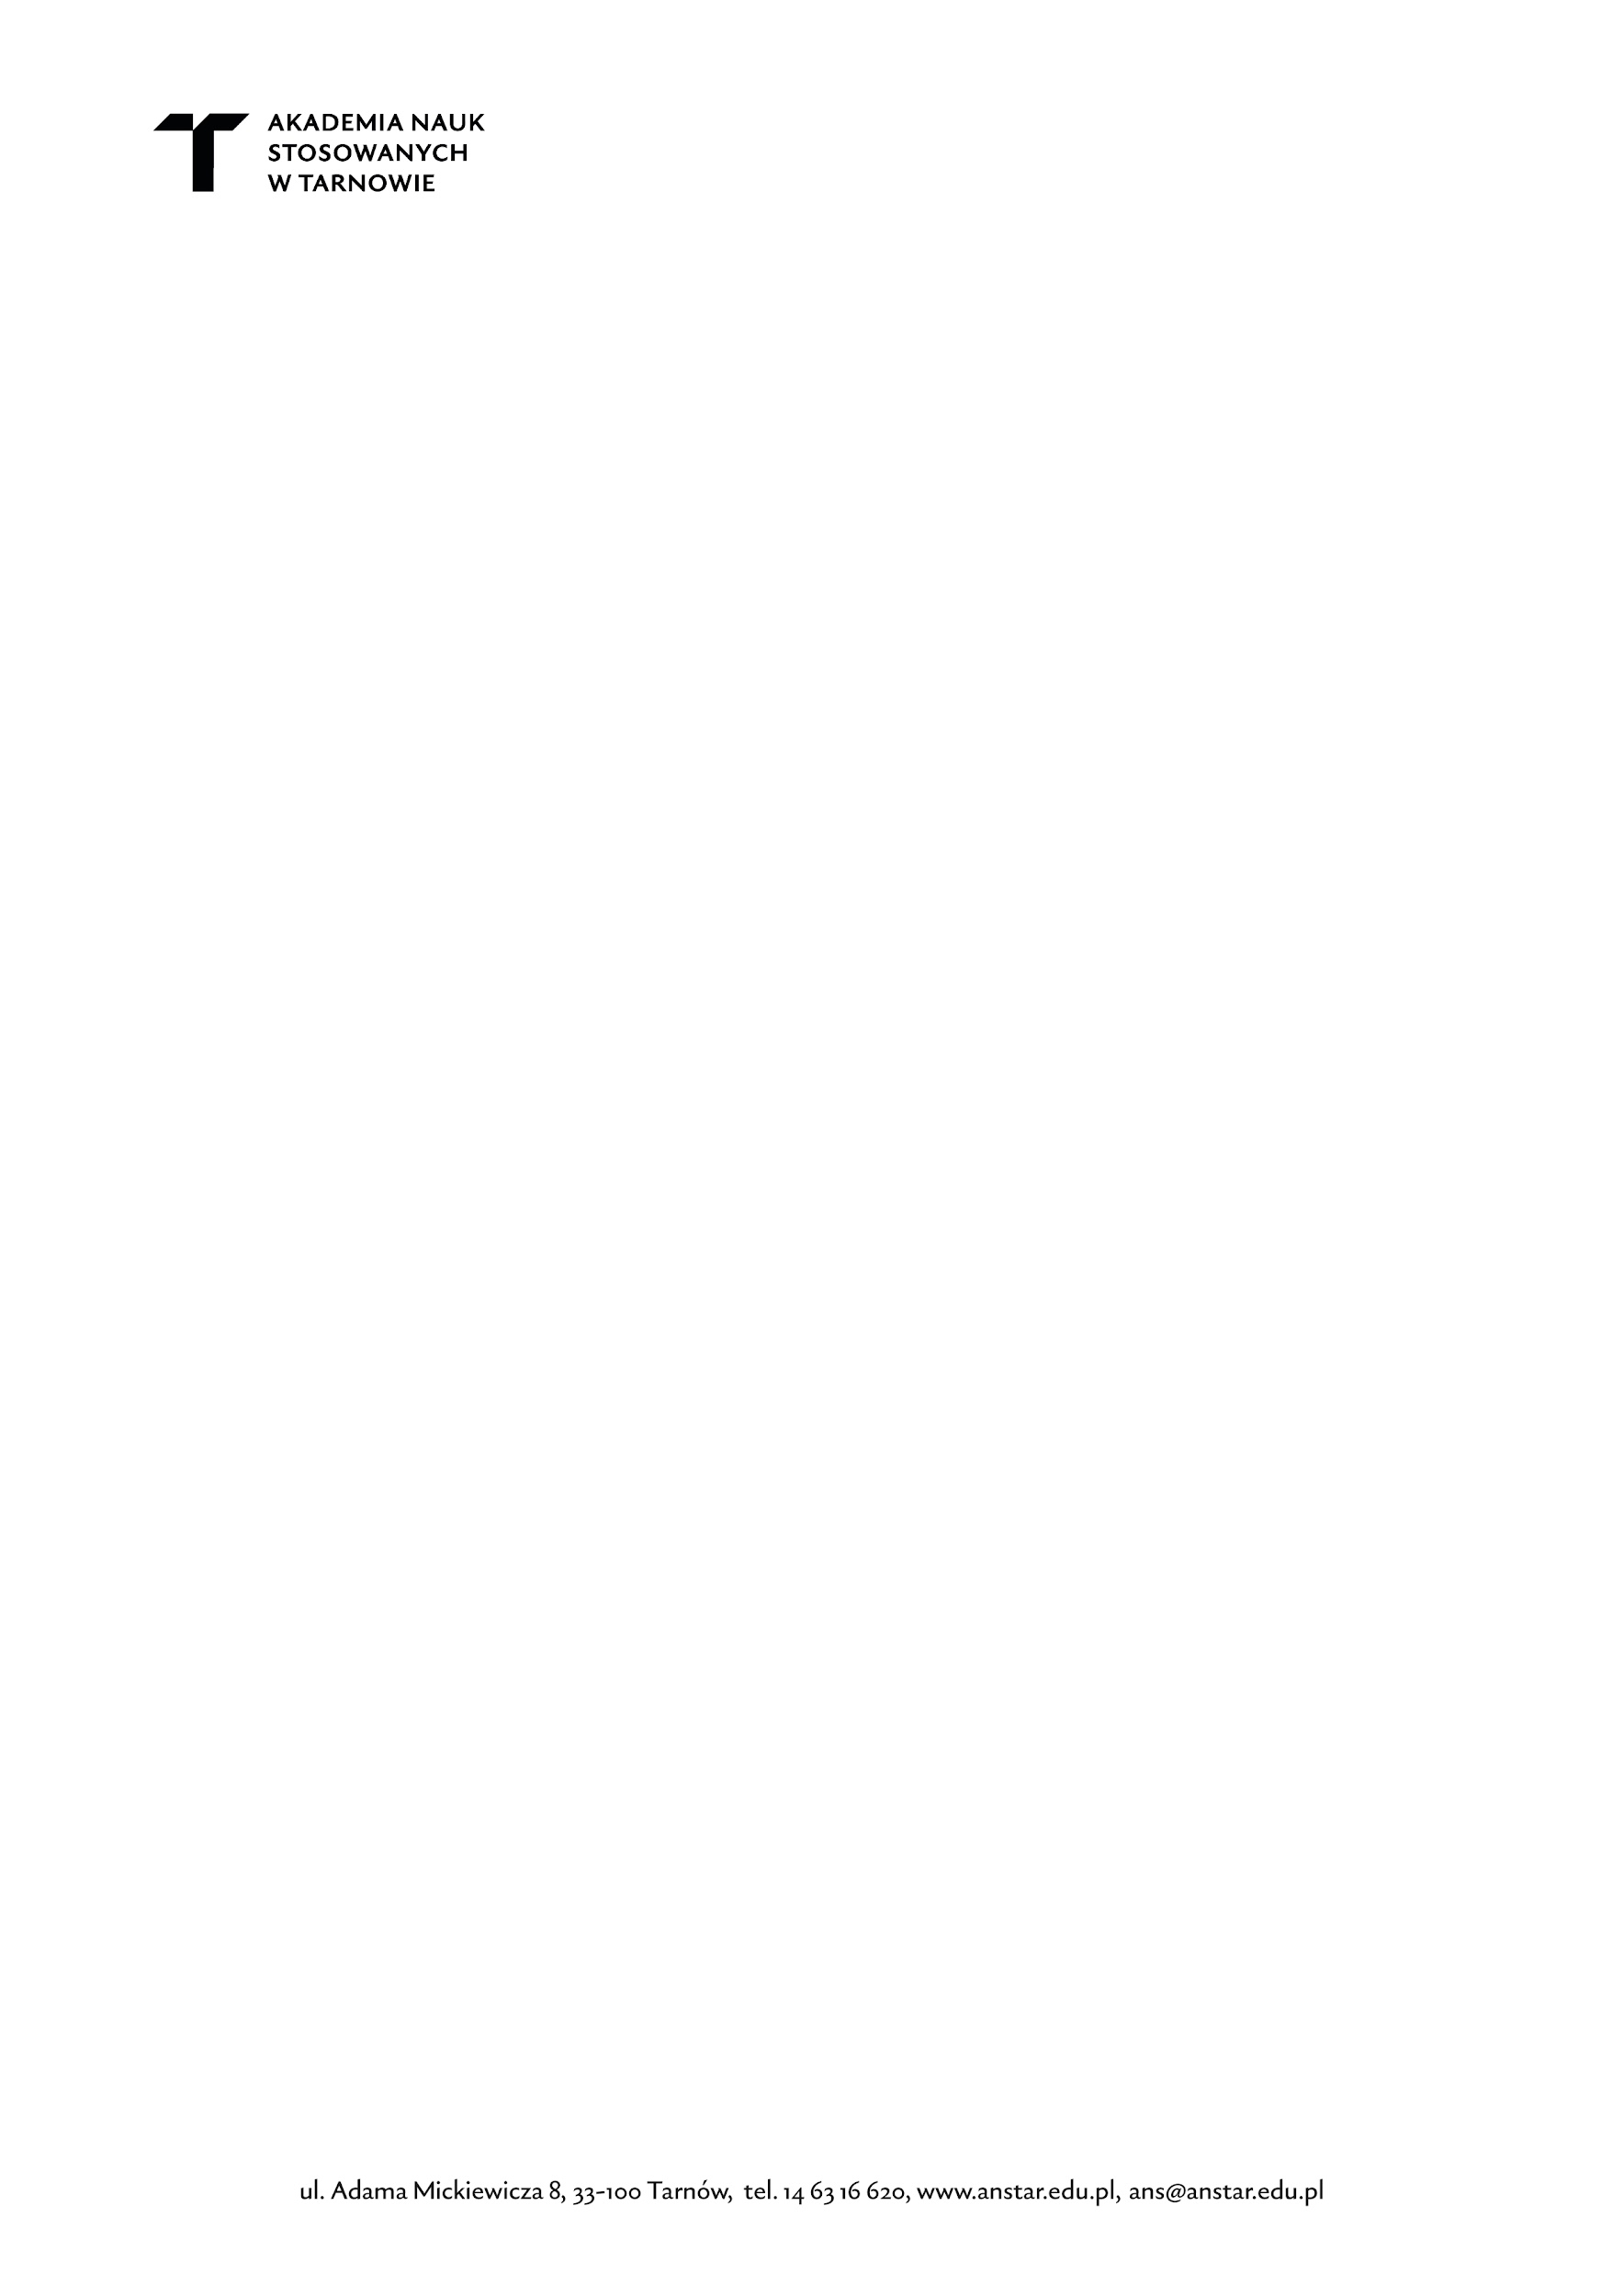 AKADEMIA NAUK
STOSOWANYCH
W TARNOWIE
ul. Adama Mickiewicza 8, 33-100 Tarnów, tel. 14 63 16 620, www.anstar.edu.pl, ans@anstar.edu.pl